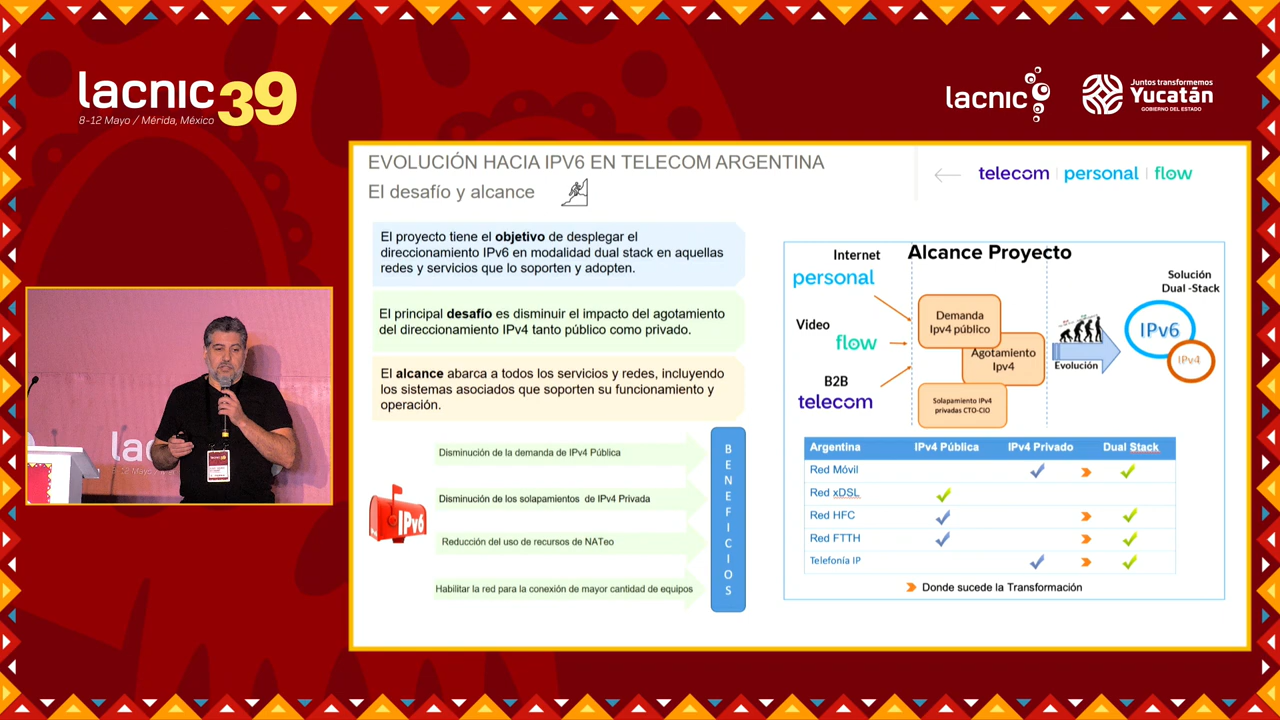 lacnic39
8-12 Mayo / Mérida, México
lacnic
Juntos transformemos
Yucatán
GOBIERNO DEL ESTADO
EVOLUCIÓN HACIA IPV6 EN TELECOM ARGENTINA
El desafío y alcance
telecom | personal | flow
El proyecto tiene el objetivo de desplegar el
direccionamiento IPv6 en modalidad dual stack en aquellas
redes y servicios que lo soporten y adopten.
El principal desafío es disminuir el impacto del agotamiento
del direccionamiento IPv4 tanto público como privado.
El alcance abarca a todos los servicios y redes, incluyendo
los sistemas asociados que soporten su funcionamiento y
operación.
IPv6
Disminución de la demanda de IPv4 Pública
Disminución de los solapamientos de IPv4 Privada
Reducción del uso de recursos de NATeo
Habilitar la red para la conexión de mayor cantidad de equipos
BENEFICIOS
Alcance Proyecto
Internet
personal
Video
flow
B2B
telecom
Demanda
Ipv4 público
Agotamiento
Ipv4
Solapamiento IPv4
privadas CTO-CIO
Evolución
Solución
Dual -Stack
IPv6
IPv4
Argentina IPv4 Pública IPv4 Privado Dual Stack
Red Móvil
Red xDSL
Red HFC
Red FTTH
Telefonía IP
Donde sucede la Transformación
lac